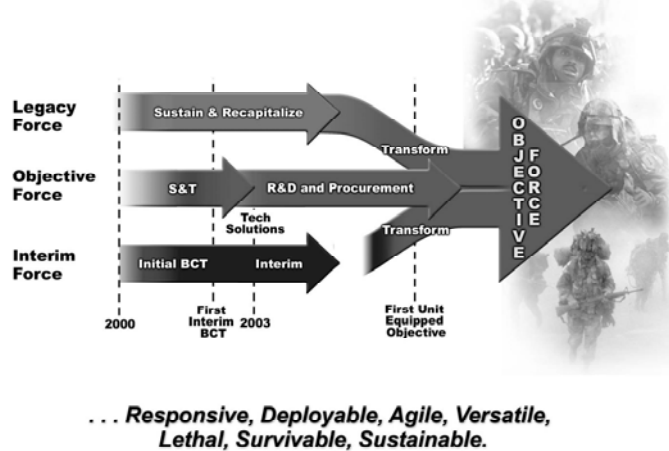 Legacy
Force
Sustain & Recapitalize
Transform
Objective
Force
S&T
R&D and Procurement
Tech
Solutions
Transform
Interim
Force
Initial BCT
Interim
OBJECTIVE
FORCE
2000
First
Interim
BCT
2003
First Unit
Equipped
Objective
. . . Responsive, Deployable, Agile, Versatile,
Lethal, Survivable, Sustainable.